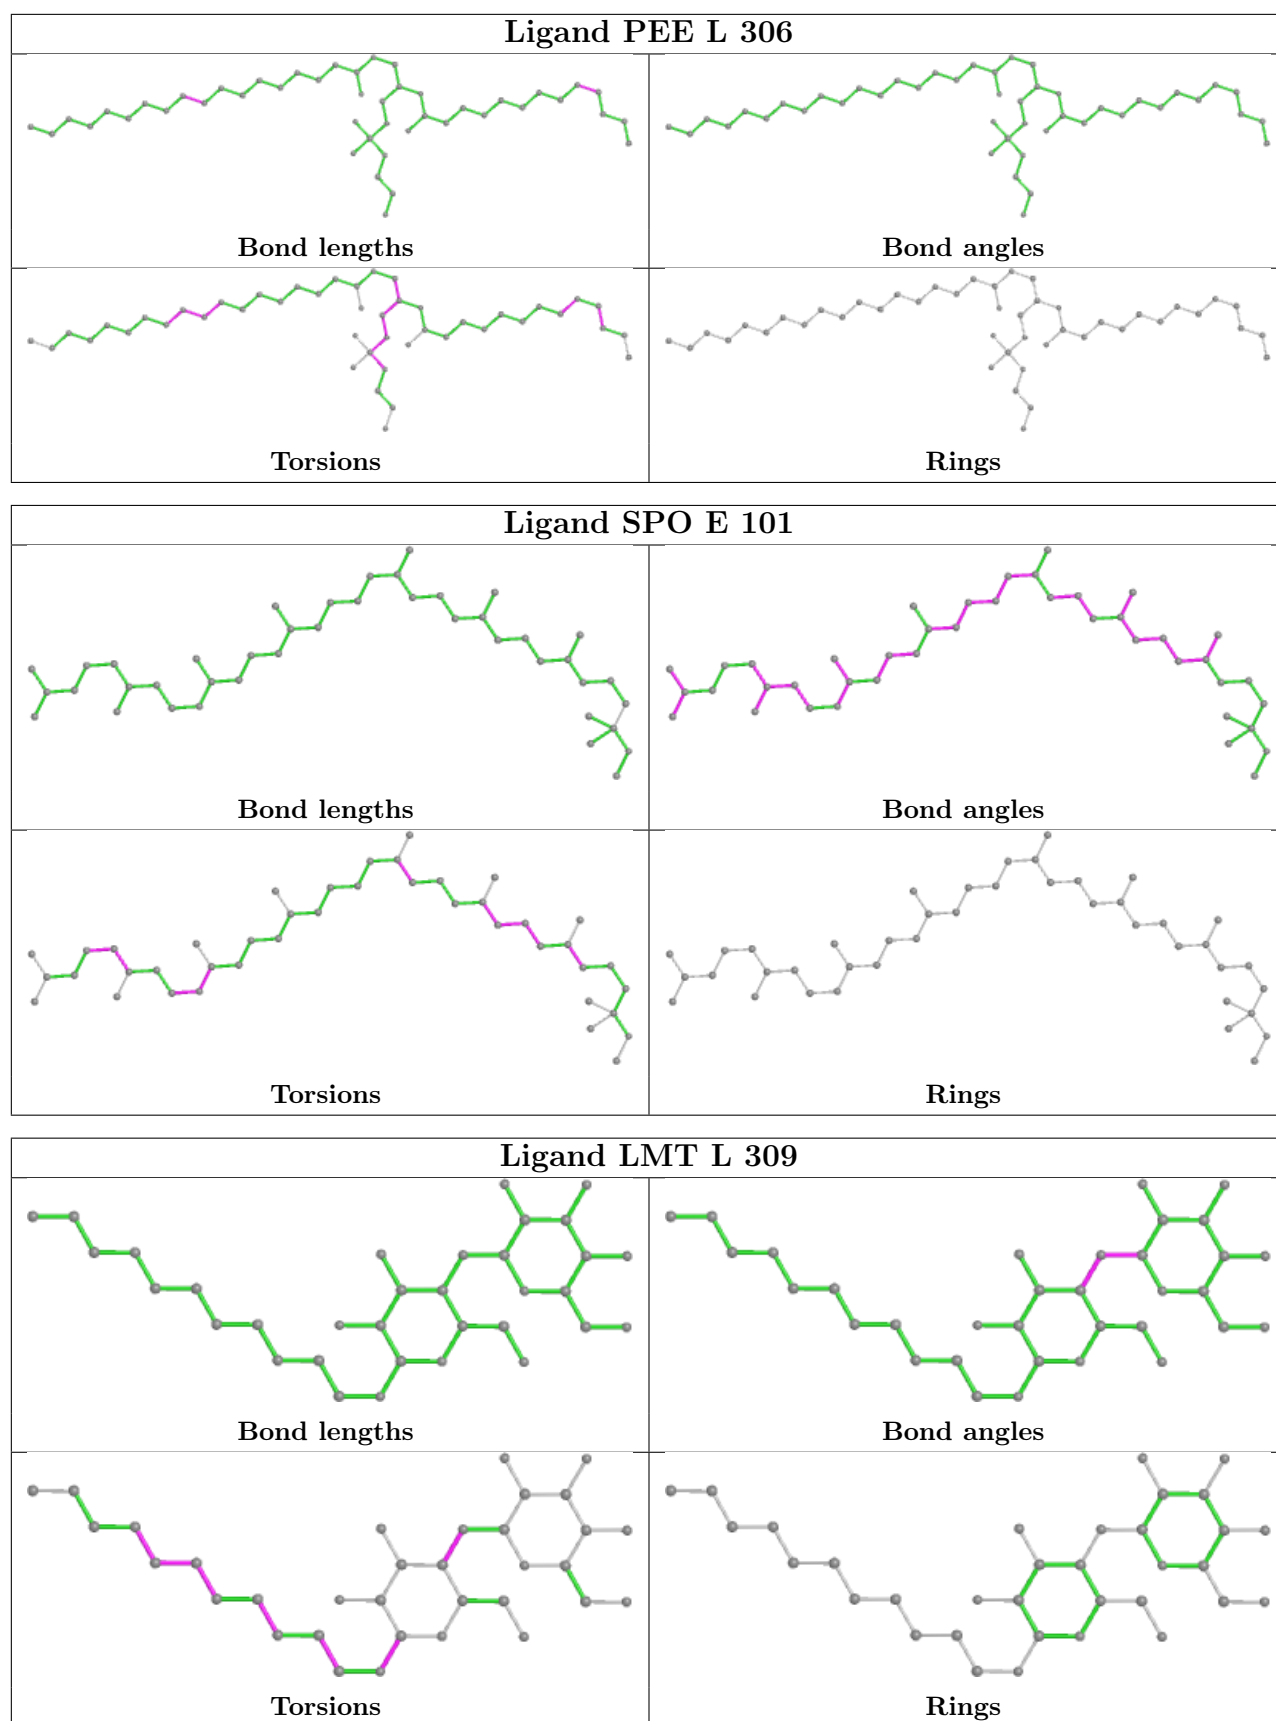 Ligand PEE L 306
Bond lengths
Bond angles
Torsions
Rings
Ligand SPO E 101
Bond lengths
Bond angles
Torsions
Rings
Ligand LMT L 309
Bond lengths
Bond angles
Torsions
Rings